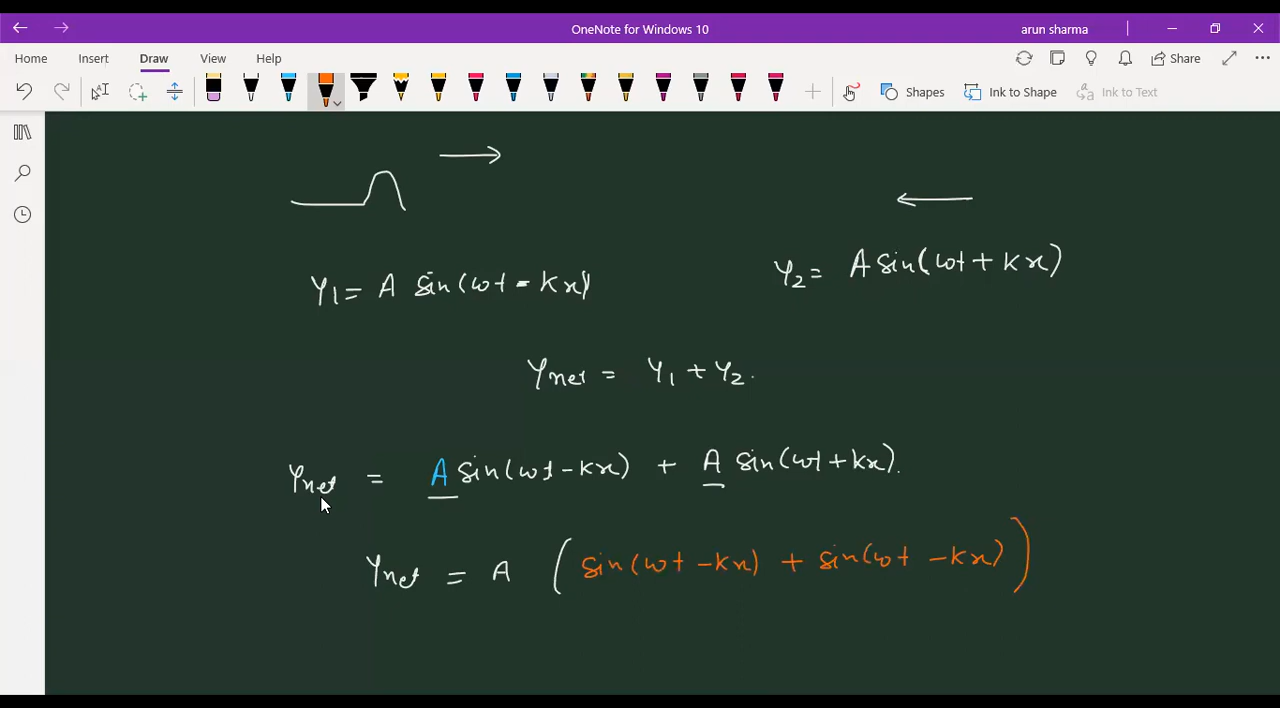 OneNote for Windows 10
arun sharma
Home Insert Draw View Help
Share
Shapes Ink to Shape Ink to Text
Y1 = A sin(ωt - kx)
Y2 = A sin(ωt + kx)
Ynet = Y1 + Y2.
Ynet = A sin(ωt - kx) + A sin(ωt + kx).
Ynet = A (sin(ωt - kx) + sin(ωt - kx))